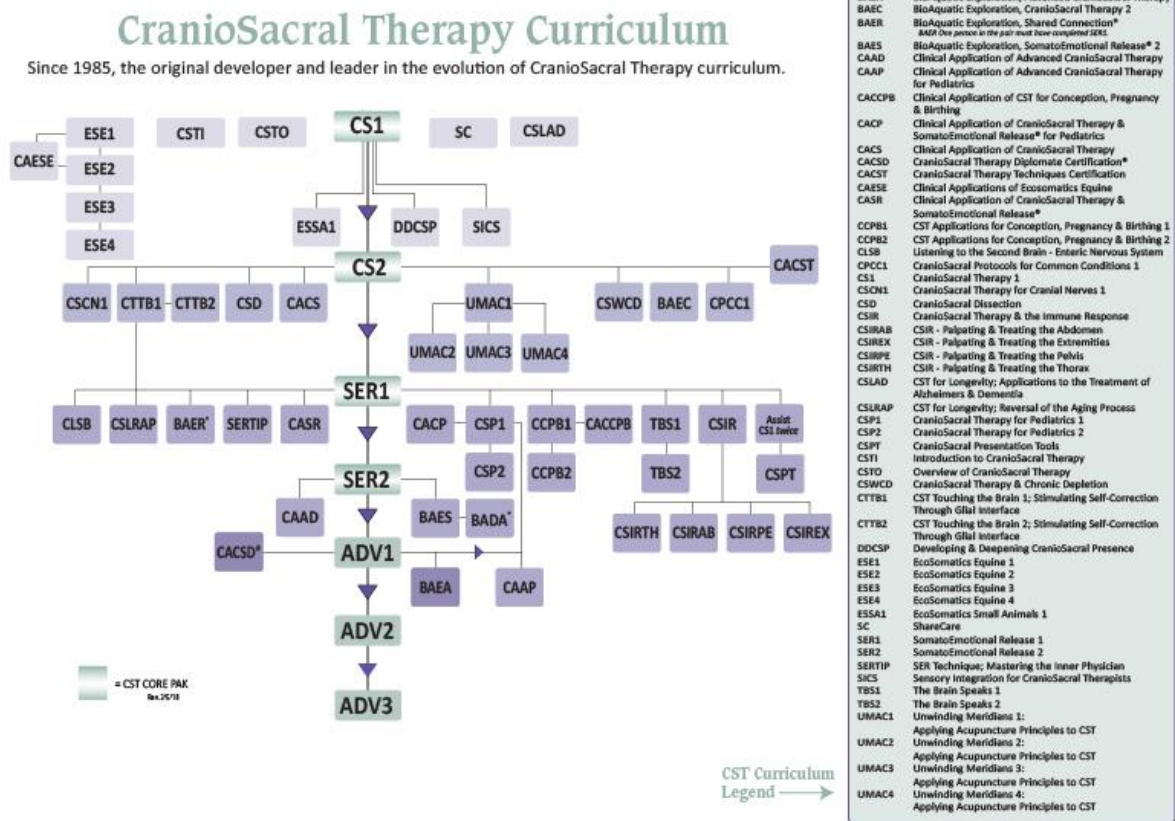 CranioSacral Therapy Curriculum
Since 1985, the original developer and leader in the evolution of CranioSacral Therapy curriculum.
ESE1 CSTI CSTO CS1 SC CSLAD
CAESE
ESE2
ESE3
ESSA1 DDCSP SICS
ESE4
CS2 CACST
CSCN1 CTTB1 CTTB2 CSD CACS UMAC1 CSWCD BAEC CPCC1
UMAC2 UMAC3 UMAC4
SER1
CLSB CSLRAP BAER* SERTIP CASR CACP CSP1 CCPB1 CACCPB TBS1 CSIR Assist
CS1 twice
CSP2 CCPB2 TBS2 CSPT
SER2
CAAD BAES BADA*
CSIRTH CSIRAB CSIRPE CSIREX
CACSD* ADV1
BAEA CAAP
ADV2
= CST CORE PAK
ADV3
CST Curriculum
Legend
BAEC BioAquatic Exploration, CranioSacral Therapy 2
BAER BioAquatic Exploration, Shared Connection*
BAER One person in the pair must have completed SER1.
BAES BioAquatic Exploration, SomatoEmotional Release® 2
CAAD Clinical Application of Advanced CranioSacral Therapy
CAAP Clinical Application of Advanced CranioSacral Therapy
for Pediatrics
CACCPB Clinical Application of CST for Conception, Pregnancy
& Birthing
CACP Clinical Application of CranioSacral Therapy &
SomatoEmotional Release® for Pediatrics
CACS Clinical Application of CranioSacral Therapy
CACSD CranioSacral Therapy Diplomate Certification®
CACST CranioSacral Therapy Techniques Certification
CAESE Clinical Applications of Ecosomatics Equine
CASR Clinical Application of CranioSacral Therapy &
SomatoEmotional Release®
CCPB1 CST Applications for Conception, Pregnancy & Birthing 1
CCPB2 CST Applications for Conception, Pregnancy & Birthing 2
CLSB Listening to the Second Brain - Enteric Nervous System
CPCC1 CranioSacral Protocols for Common Conditions 1
CS1 CranioSacral Therapy 1
CSCN1 CranioSacral Therapy for Cranial Nerves 1
CSD CranioSacral Dissection
CSIR CranioSacral Therapy & the Immune Response
CSIRAB CSIR - Palpating & Treating the Abdomen
CSIREX CSIR - Palpating & Treating the Extremities
CSIRPE CSIR - Palpating & Treating the Pelvis
CSIRTH CSIR - Palpating & Treating the Thorax
CSLAD CST for Longevity; Applications to the Treatment of
Alzheimers & Dementia
CSLRAP CST for Longevity; Reversal of the Aging Process
CSP1 CranioSacral Therapy for Pediatrics 1
CSP2 CranioSacral Therapy for Pediatrics 2
CSPT CranioSacral Presentation Tools
CSTI Introduction to CranioSacral Therapy
CSTO Overview of CranioSacral Therapy
CSWCD CranioSacral Therapy & Chronic Depletion
CTTB1 CST Touching the Brain 1; Stimulating Self-Correction
Through Glial Interface
CTTB2 CST Touching the Brain 2; Stimulating Self-Correction
Through Glial Interface
DDCSP Developing & Deepening CranioSacral Presence
ESE1 EcoSomatics Equine 1
ESE2 EcoSomatics Equine 2
ESE3 EcoSomatics Equine 3
ESE4 EcoSomatics Equine 4
ESSA1 EcoSomatics Small Animals 1
SC ShareCare
SER1 SomatoEmotional Release 1
SER2 SomatoEmotional Release 2
SERTIP SER Technique; Mastering the Inner Physician
SICS Sensory Integration for CranioSacral Therapists
TBS1 The Brain Speaks 1
TBS2 The Brain Speaks 2
UMAC1 Unwinding Meridians 1:
Applying Acupuncture Principles to CST
UMAC2 Unwinding Meridians 2:
Applying Acupuncture Principles to CST
UMAC3 Unwinding Meridians 3:
Applying Acupuncture Principles to CST
UMAC4 Unwinding Meridians 4:
Applying Acupuncture Principles to CST